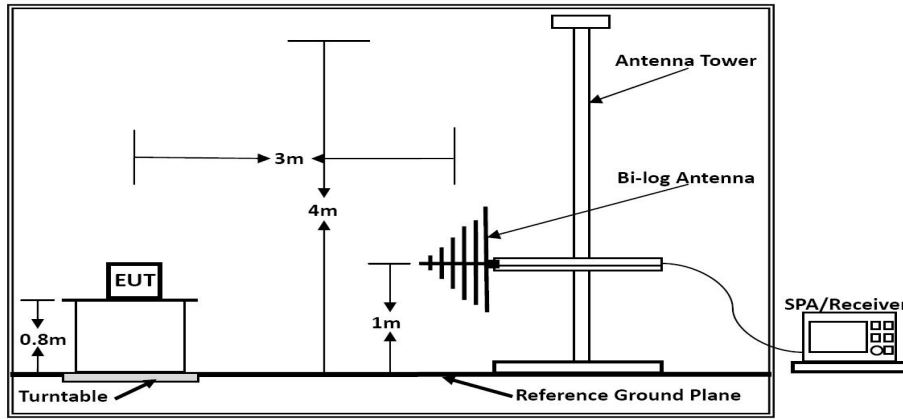 Antenna Tower
3m
Bi-log Antenna
4m
EUT
1m
SPA/Receiver
0.8m
Turntable
Reference Ground Plane